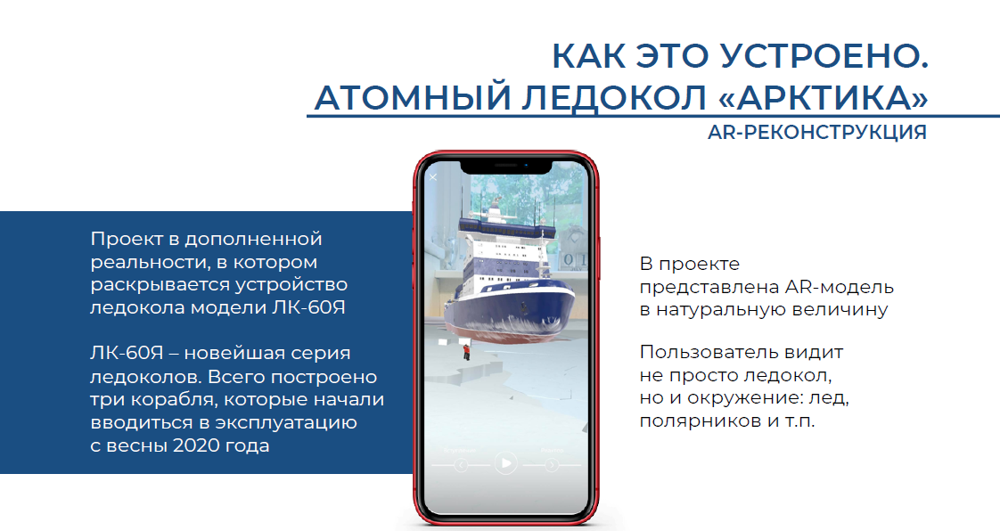 КАК ЭТО УСТРОЕНО.
АТОМНЫЙ ЛЕДОКОЛ «АРКТИКА»
AR-РЕКОНСТРУКЦИЯ
Проект в дополненной
реальности, в котором
раскрывается устройство
ледокола модели ЛК-60Я
ЛК-60Я – новейшая серия
ледоколов. Всего построено
три корабля, которые начали
вводиться в эксплуатацию
с весны 2020 года
01
В проекте
представлена AR-модель
в натуральную величину
Пользователь видит
не просто ледокол,
но и окружение: лед,
полярников и т.п.